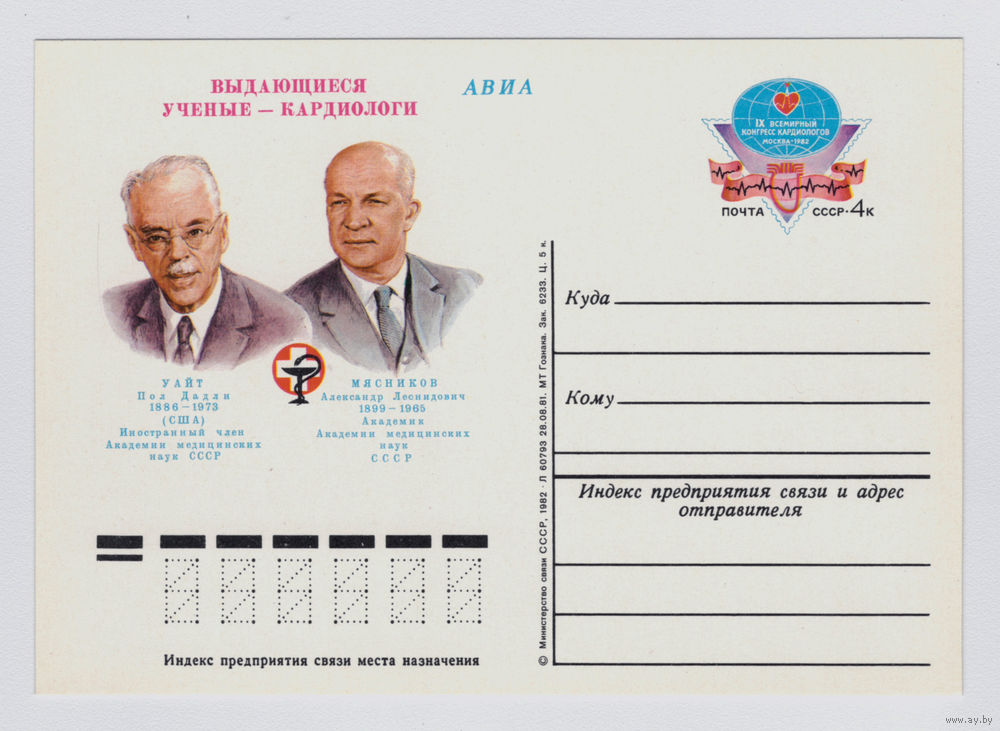 ВЫДАЮЩИЕСЯ
УЧЕНЫЕ — КАРДИОЛОГИ
АВИА
IX ВСЕМИРНЫЙ
КОНГРЕСС КАРДИОЛОГОВ
МОСКВА-1982
ПОЧТА СССР·4к
УАЙТ
Пол Дадли
1886—1973
(США)
Иностранный член
Академии медицинских
наук СССР
МЯСНИКОВ
Александр Леонидович
1899—1965
Академик
Академии медицинских
наук
СССР
Индекс предприятия связи места назначения
© Министерство связи СССР, 1982 · Л 60793 28.08.81. МТ Гознака. Зак. 6233. Ц. 5 к.
Куда
Кому
Индекс предприятия связи и адрес
отправителя
www.ay.by